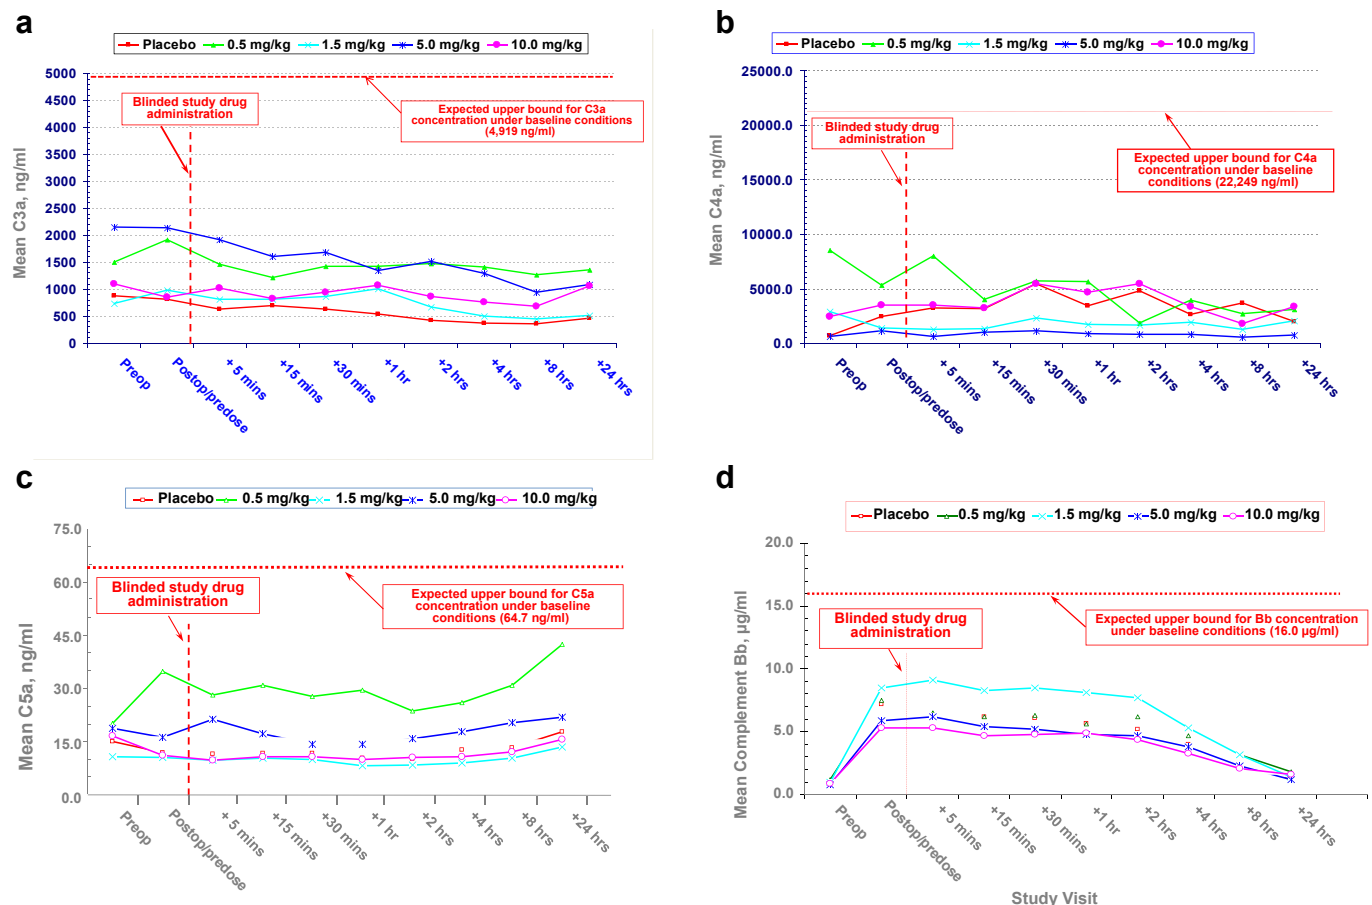 a
Placebo 0.5 mg/kg 1.5 mg/kg 5.0 mg/kg 10.0 mg/kg
5000
4500
4000
3500
3000
2500
2000
1500
1000
500
0
Mean C3a, ng/ml
Blinded study drug
administration
Expected upper bound for C3a
concentration under baseline conditions
(4,919 ng/ml)
Preop
Postop/predose
+ 5 mins
+15 mins
+30 mins
+1 hr
+2 hrs
+4 hrs
+8 hrs
+24 hrs
b
Placebo 0.5 mg/kg 1.5 mg/kg 5.0 mg/kg 10.0 mg/kg
25000.0
20000.0
15000.0
10000.0
5000.0
0.0
Mean C4a, ng/ml
Blinded study drug
administration
Expected upper bound for C4a
concentration under baseline
conditions (22,249 ng/ml)
Preop
Postop/predose
+ 5 mins
+15 mins
+30 mins
+1 hr
+2 hrs
+4 hrs
+8 hrs
+24 hrs
c
Placebo 0.5 mg/kg 1.5 mg/kg 5.0 mg/kg 10.0 mg/kg
75.0
60.0
45.0
30.0
15.0
0.0
Mean C5a, ng/ml
Blinded study drug
administration
Expected upper bound for C5a
concentration under baseline
conditions (64.7 ng/ml)
Preop
Postop/predose
+ 5 mins
+15 mins
+30 mins
+1 hr
+2 hrs
+4 hrs
+8 hrs
+24 hrs
d
Placebo 0.5 mg/kg 1.5 mg/kg 5.0 mg/kg 10.0 mg/kg
20.0
15.0
10.0
5.0
0.0
Mean Complement Bb, µg/ml
Blinded study drug
administration
Expected upper bound for Bb concentration
under baseline conditions (16.0 µg/ml)
Preop
Postop/predose
+ 5 mins
+15 mins
+30 mins
+1 hr
+2 hrs
+4 hrs
+8 hrs
+24 hrs
Study Visit